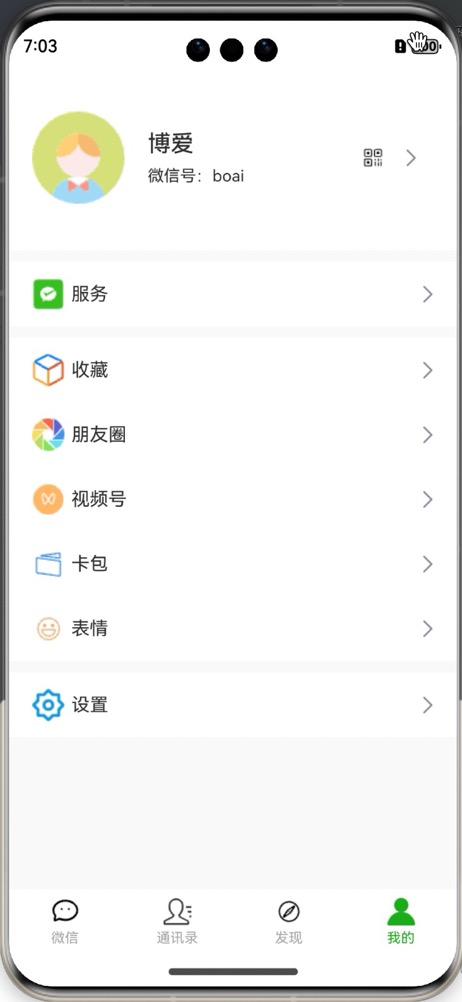 7:03
博爱
微信号：boai
服务
收藏
朋友圈
视频号
卡包
表情
设置
微信
通讯录
发现
我的